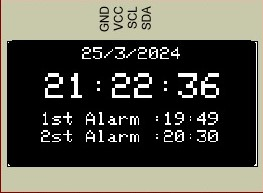 GND
VCC
SCL
SDA
25/3/2024
21:22:36
1st Alarm :19:49
2st Alarm :20:30